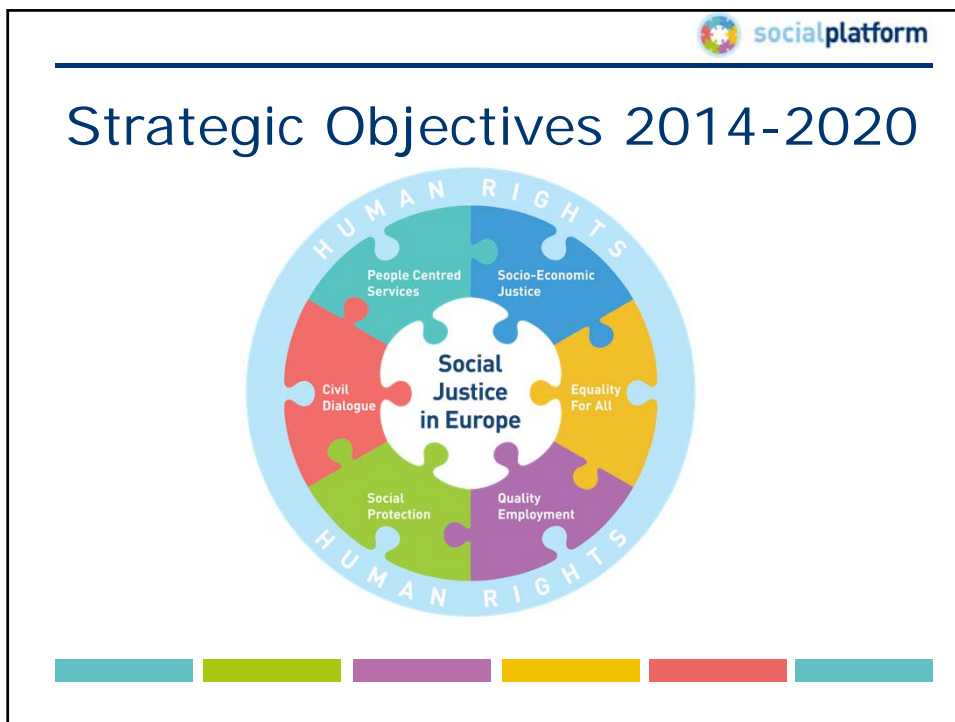 socialplatform
Strategic Objectives 2014-2020
HUMAN RIGHTS
People Centred
Services
Socio-Economic
Justice
Civil
Dialogue
Social
Justice
in Europe
Equality
For All
Social
Protection
Quality
Employment
HUMAN RIGHTS